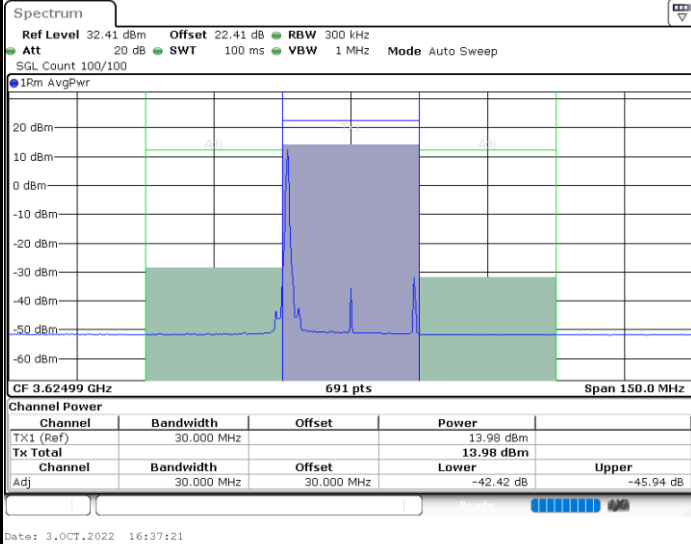 Spectrum
Ref Level 32.41 dBm Offset 22.41 dB RBW 300 kHz
Att 20 dB SWT 100 ms VBW 1 MHz Mode Auto Sweep
SGL Count 100/100
1Rm AvgPwr
20 dBm
Adj Adj
10 dBm
0 dBm
-10 dBm
-20 dBm
-30 dBm
-40 dBm
-50 dBm
-60 dBm
CF 3.62499 GHz 691 pts Span 150.0 MHz
Channel Power
Channel Bandwidth Offset Power
TX1 (Ref) 30.000 MHz 13.98 dBm
Tx Total 13.98 dBm
Channel Bandwidth Offset Lower Upper
Adj 30.000 MHz 30.000 MHz -42.42 dB -45.94 dB
Ready
Date: 3.OCT.2022 16:37:21